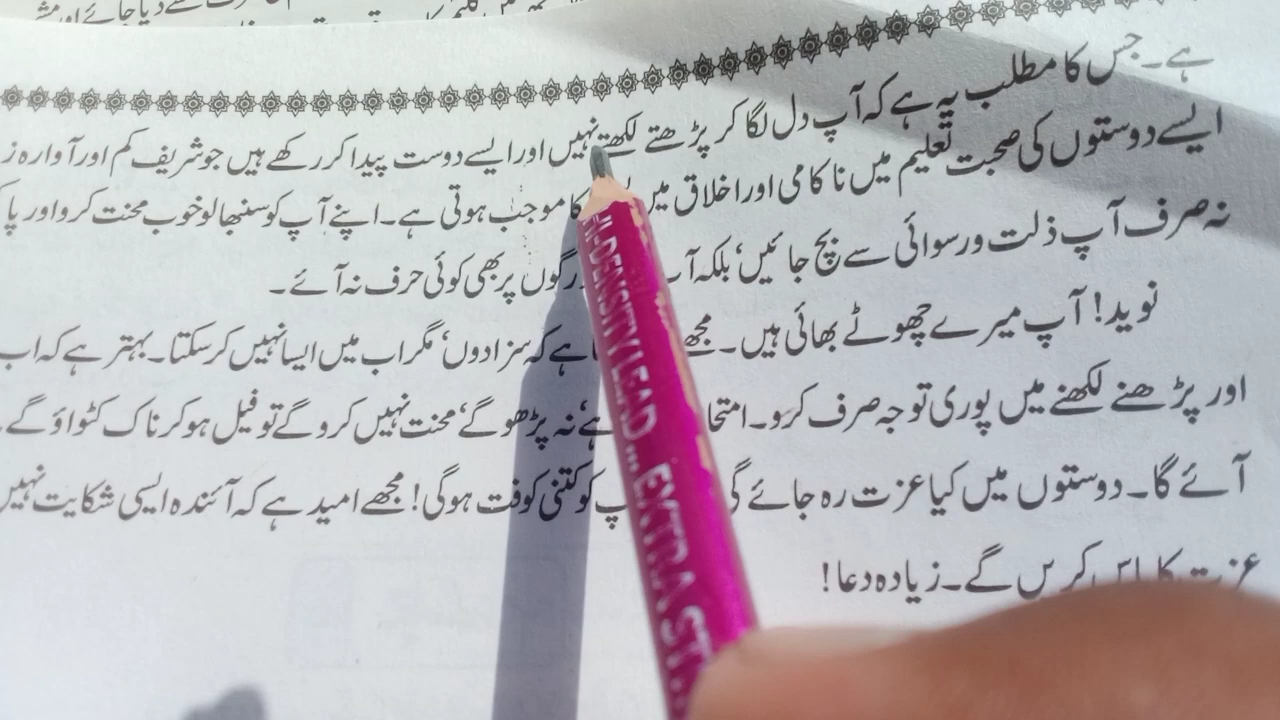 ہے۔ جس کا مطلب یہ ہے کہ آپ دل لگا کر پڑھتے لکھتے نہیں اور ایسے دوست پیدا کر رکھے ہیں جو شریف کم اور آوارہ
ایسے دوستوں کی صحبت تعلیم میں ناکامی اور اخلاق میں کا موجب ہوتی ہے۔ اپنے آپ کو سنبھالو خوب محنت کرو اور
نہ صرف آپ ذلت و رسوائی سے بچ جائیں‘ بلکہ پر بھی کوئی حرف نہ آئے۔
نوید! آپ میرے چھوٹے بھائی ہیں۔ ہے کہ سزا دوں‘ مگر اب میں ایسا نہیں کر سکتا۔ بہتر ہے کہ اب
اور پڑھنے لکھنے میں پوری توجہ صرف کرو۔ ہے‘ نہ پڑھو گے‘ محنت نہیں کرو گے تو فیل ہو کر ناک کٹواؤ گے۔
آئے گا۔ دوستوں میں کیا عزت رہ جائے گی کو کتنی کوفت ہوگی! مجھے امید ہے کہ آئندہ ایسی شکایت نہیں
کریں گے۔ زیادہ دعا!
H-DENSITY LEAD ... EXTRA ST